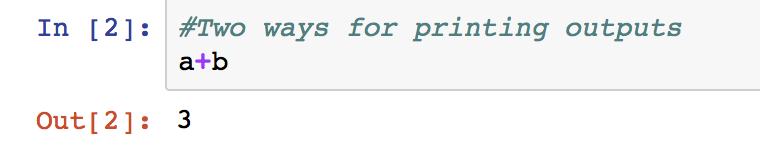 In [2]: #Two ways for printing outputs
a+b
Out[2]: 3